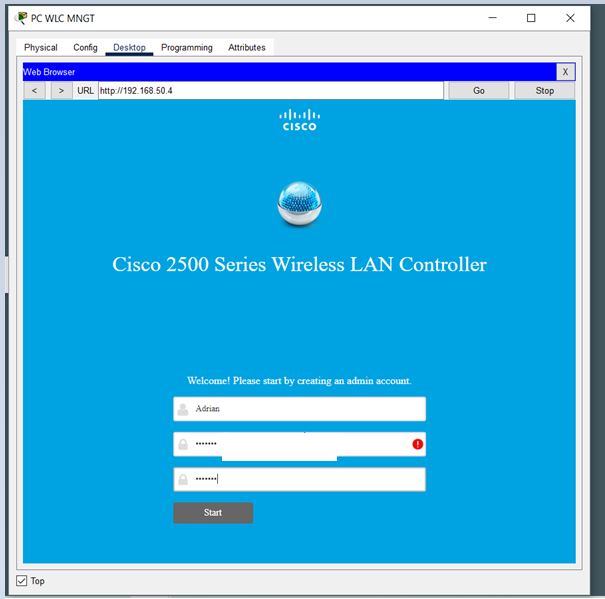 PC WLC MNGT
Physical Config Desktop Programming Attributes
Web Browser X
< > URL http://192.168.50.4 Go Stop
CISCO
Cisco 2500 Series Wireless LAN Controller
Welcome! Please start by creating an admin account.
Adrian
•••••••
•••••••
Start
Top